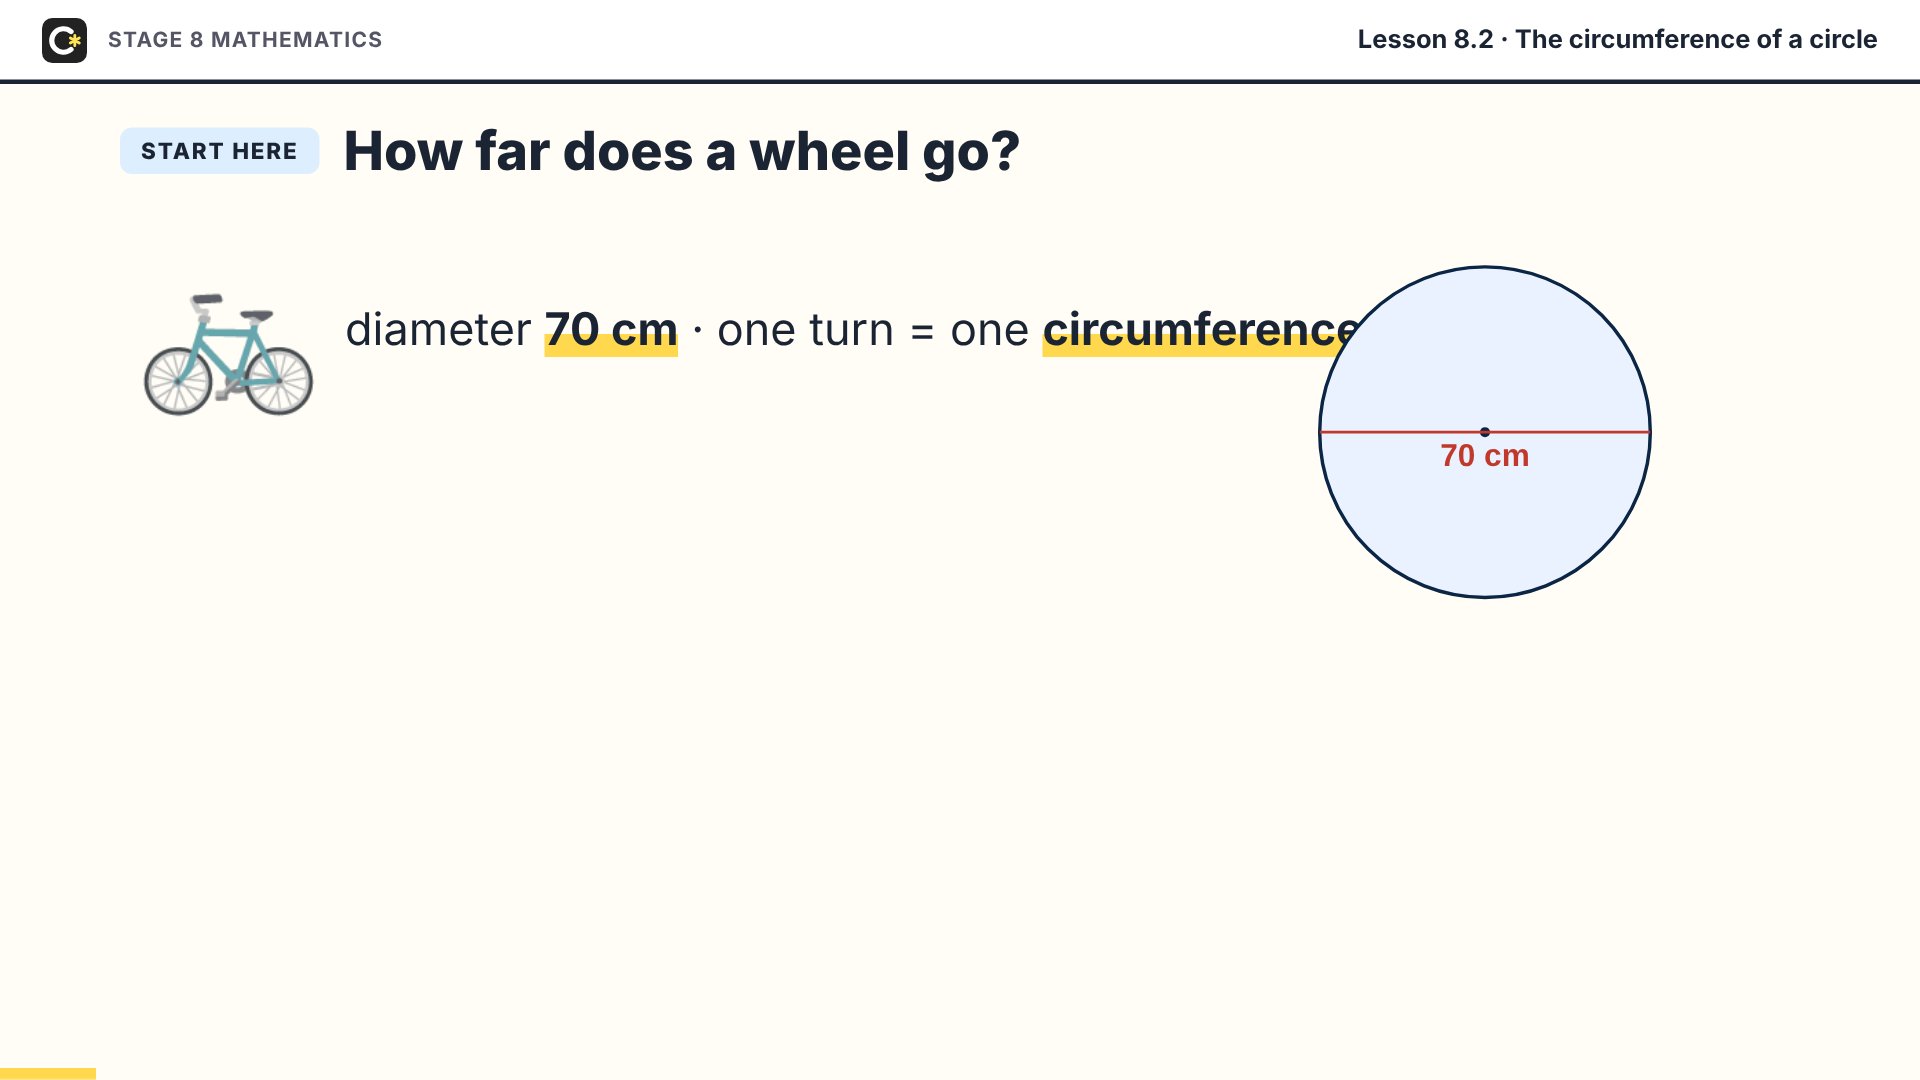 STAGE 8 MATHEMATICS
Lesson 8.2 · The circumference of a circle
START HERE
How far does a wheel go?
diameter 70 cm · one turn = one circumference
70 cm